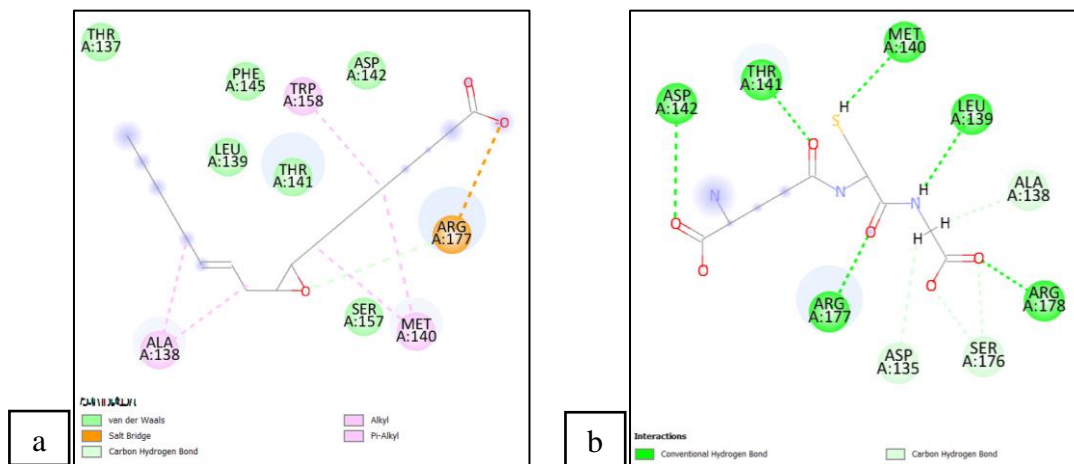 THR
A:137
PHE
A:145
TRP
A:158
ASP
A:142
O
O
LEU
A:139
THR
A:141
ARG
A:177
O
SER
A:157
MET
A:140
ALA
A:138
van der Waals
Salt Bridge
Carbon Hydrogen Bond
Alkyl
Pi-Alkyl
a
MET
A:140
THR
A:141
ASP
A:142
H
S
LEU
A:139
O
ALA
A:138
N
N
H
N
O
O
H
H
O
O
O
ARG
A:177
ARG
A:178
ASP
A:135
SER
A:176
Interactions
Conventional Hydrogen Bond
Carbon Hydrogen Bond
b